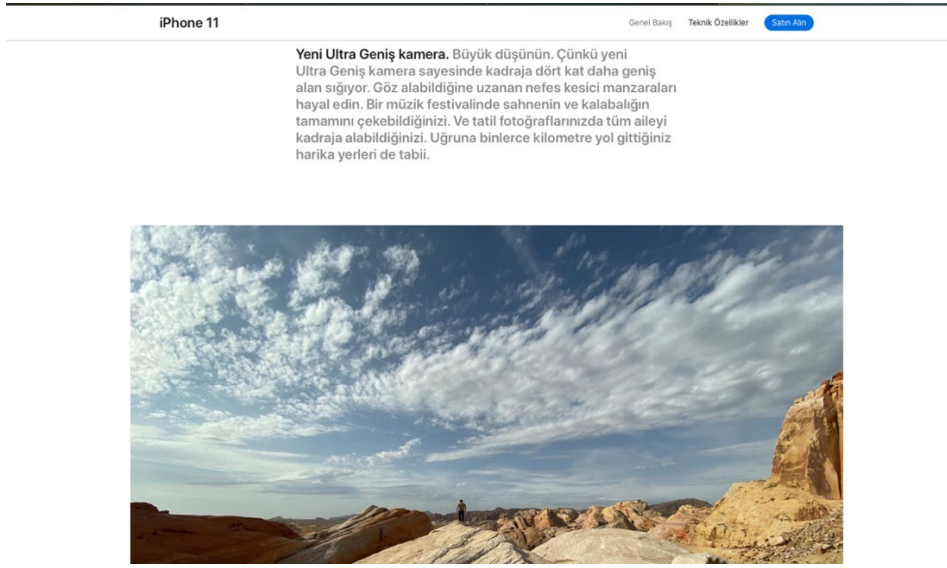 iPhone 11
Genel Bakış
Teknik Özellikler
Satın Alın
Yeni Ultra Geniş kamera. Büyük düşünün. Çünkü yeni
Ultra Geniş kamera sayesinde kadraja dört kat daha geniş
alan sığıyor. Göz alabildiğine uzanan nefes kesici manzaraları
hayal edin. Bir müzik festivalinde sahnenin ve kalabalığın
tamamını çekebildiğinizi. Ve tatil fotoğraflarınızda tüm aileyi
kadraja alabildiğinizi. Uğruna binlerce kilometre yol gittiğiniz
harika yerleri de tabii.